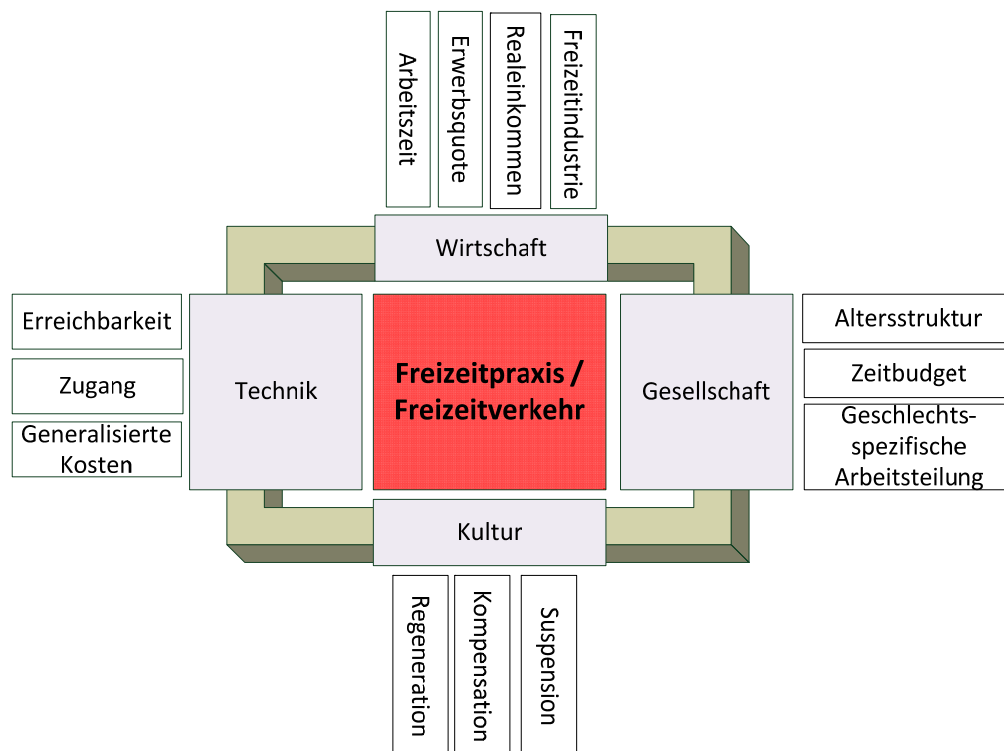 Arbeitszeit
Erwerbsquote
Realeinkommen
Freizeitindustrie
Wirtschaft
Erreichbarkeit
Zugang
Generalisierte
Kosten
Technik
Freizeitpraxis /
Freizeitverkehr
Gesellschaft
Altersstruktur
Zeitbudget
Geschlechts-
spezifische
Arbeitsteilung
Kultur
Regeneration
Kompensation
Suspension